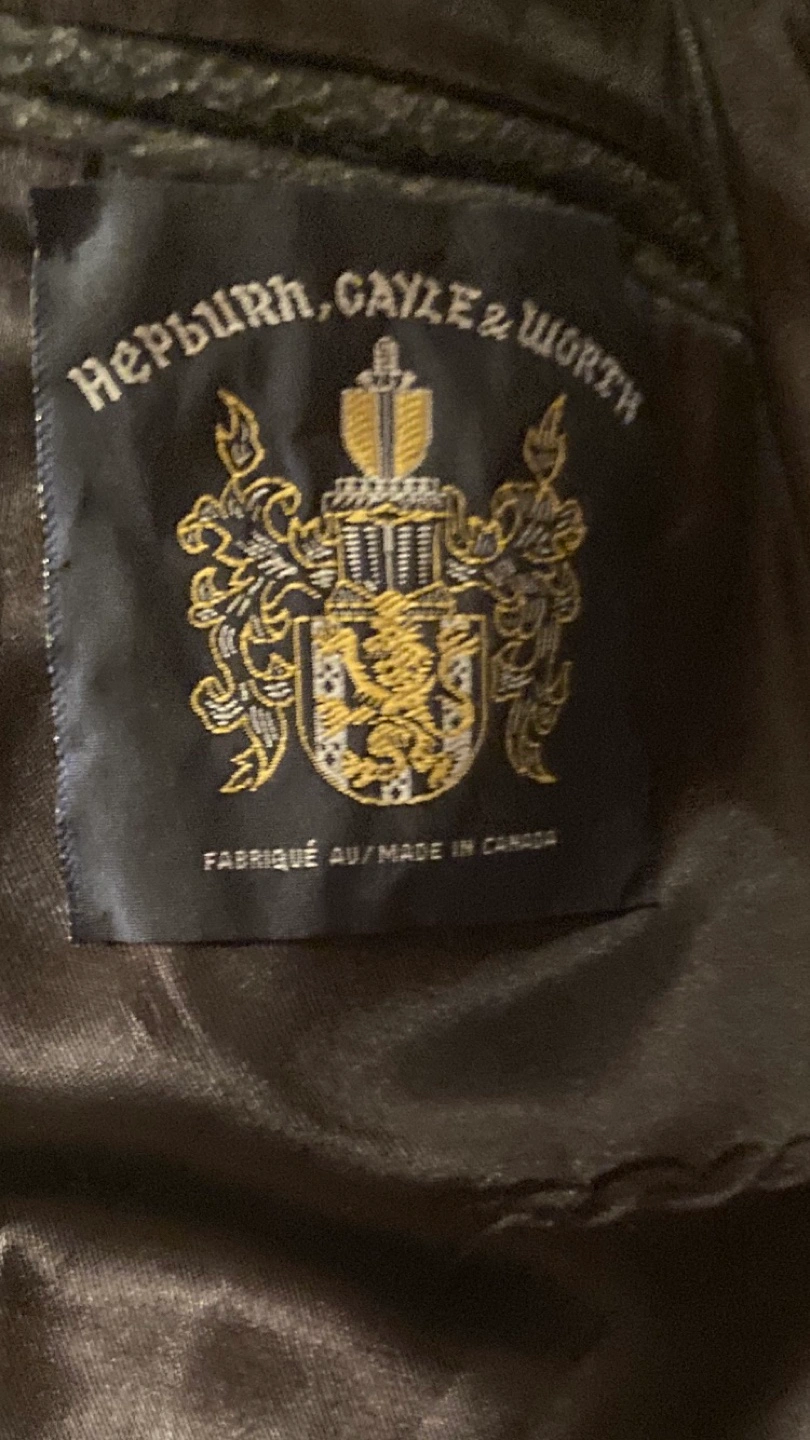 Hepburn, GAYLE & WORTH
FABRIQUÉ AU/MADE IN CANADA